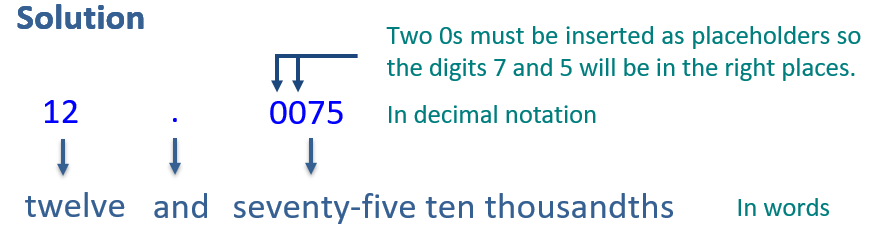 Solution
Two 0s must be inserted as placeholders so
the digits 7 and 5 will be in the right places.
12 . 0075 In decimal notation
twelve and seventy-five ten thousandths In words